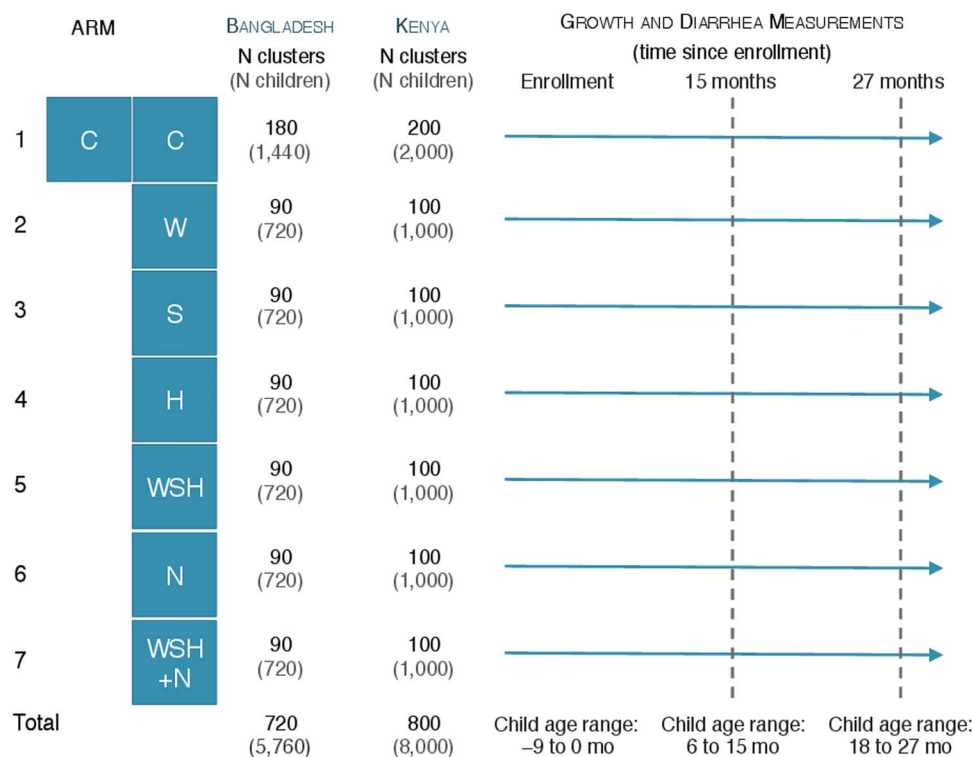 ARM
BANGLADESH
KENYA
GROWTH AND DIARRHEA MEASUREMENTS
N clusters
(N children)
N clusters
(N children)
(time since enrollment)
Enrollment
15 months
27 months
1
C
C
180
(1,440)
200
(2,000)
2
W
90
(720)
100
(1,000)
3
S
90
(720)
100
(1,000)
4
H
90
(720)
100
(1,000)
5
WSH
90
(720)
100
(1,000)
6
N
90
(720)
100
(1,000)
7
WSH
+N
90
(720)
100
(1,000)
Total
720
(5,760)
800
(8,000)
Child age range:
–9 to 0 mo
Child age range:
6 to 15 mo
Child age range:
18 to 27 mo